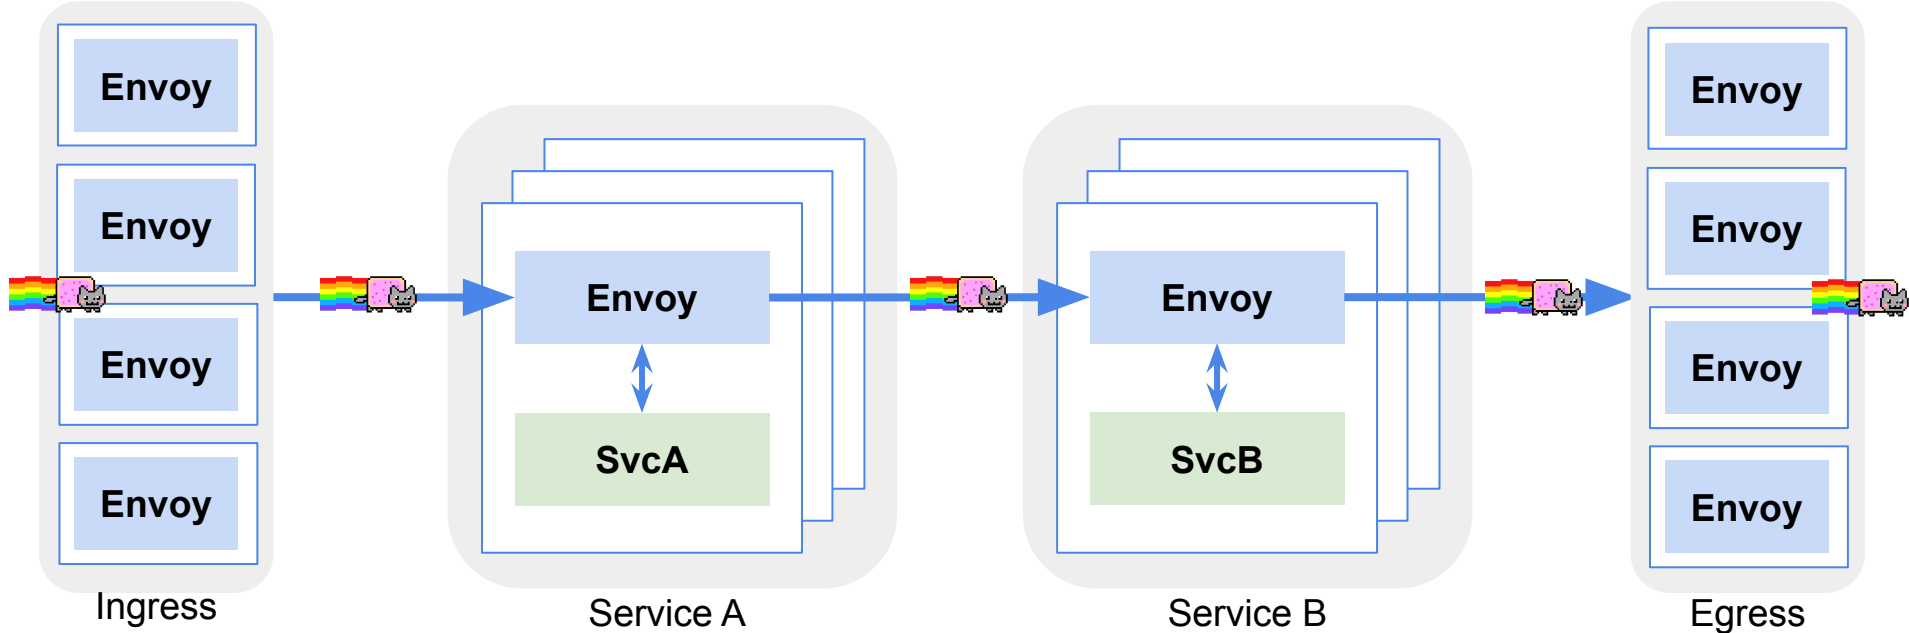 Envoy
Envoy
Envoy
Envoy
Ingress
Envoy
SvcA
Service A
Envoy
SvcB
Service B
Envoy
Envoy
Envoy
Envoy
Egress